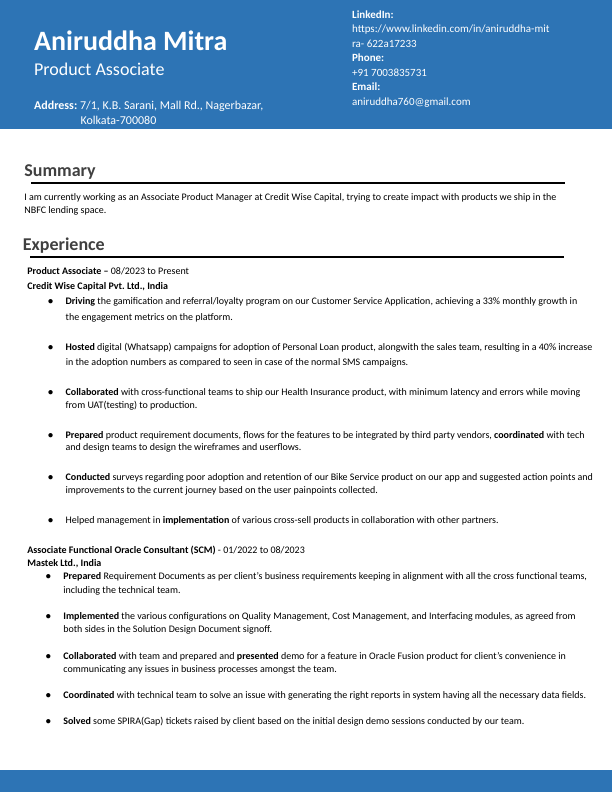 Aniruddha Mitra
Product Associate
Address: 7/1, K.B. Sarani, Mall Rd., Nagerbazar,
Kolkata-700080
LinkedIn:
https://www.linkedin.com/in/aniruddha-mit
ra- 622a17233
Phone:
+91 7003835731
Email:
aniruddha760@gmail.com
Summary
I am currently working as an Associate Product Manager at Credit Wise Capital, trying to create impact with products we ship in the
NBFC lending space.
Experience
Product Associate – 08/2023 to Present
Credit Wise Capital Pvt. Ltd., India
● Driving the gamification and referral/loyalty program on our Customer Service Application, achieving a 33% monthly growth in
the engagement metrics on the platform.
● Hosted digital (Whatsapp) campaigns for adoption of Personal Loan product, alongwith the sales team, resulting in a 40% increase
in the adoption numbers as compared to seen in case of the normal SMS campaigns.
● Collaborated with cross-functional teams to ship our Health Insurance product, with minimum latency and errors while moving
from UAT(testing) to production.
● Prepared product requirement documents, flows for the features to be integrated by third party vendors, coordinated with tech
and design teams to design the wireframes and userflows.
● Conducted surveys regarding poor adoption and retention of our Bike Service product on our app and suggested action points and
improvements to the current journey based on the user painpoints collected.
● Helped management in implementation of various cross-sell products in collaboration with other partners.
Associate Functional Oracle Consultant (SCM) - 01/2022 to 08/2023
Mastek Ltd., India
● Prepared Requirement Documents as per client's business requirements keeping in alignment with all the cross functional teams,
including the technical team.
● Implemented the various configurations on Quality Management, Cost Management, and Interfacing modules, as agreed from
both sides in the Solution Design Document signoff.
● Collaborated with team and prepared and presented demo for a feature in Oracle Fusion product for client's convenience in
communicating any issues in business processes amongst the team.
● Coordinated with technical team to solve an issue with generating the right reports in system having all the necessary data fields.
● Solved some SPIRA(Gap) tickets raised by client based on the initial design demo sessions conducted by our team.